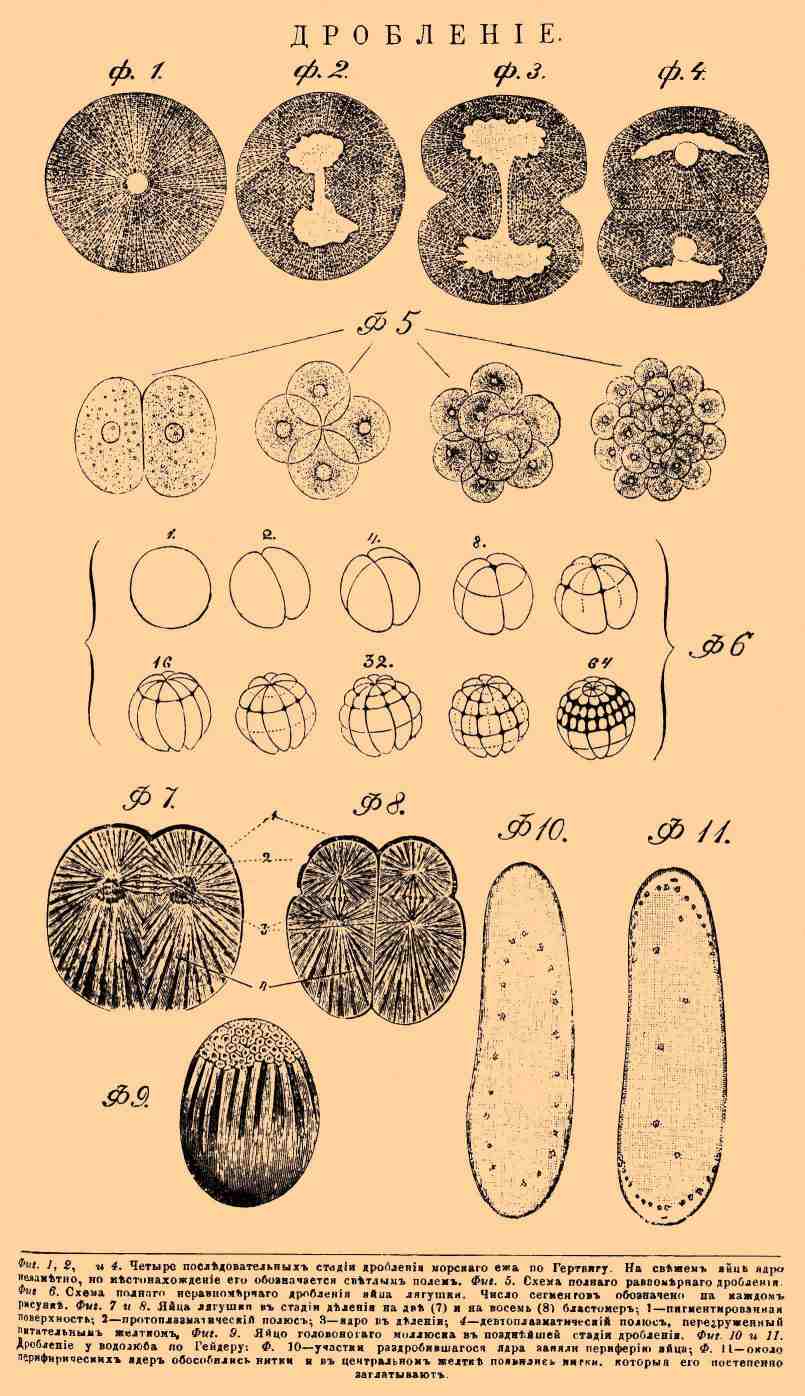 ДРОБЛЕНІЕ.
ф. 1. ф. 2. ф. 3. ф. 4.
Ф 5
1. 2. 4. 8.
Ф 6
16 32. 64
Ф 7. Ф 8.
1
2
3
4
Ф 10. Ф 11.
Ф 9.
Фиг. 1, 2, и 4. Четыре послѣдовательныхъ стадіи дробленія морского ежа по Гертвигу. На свѣжемъ яйцѣ ядро
незамѣтно, но мѣстонахожденіе его обозначается свѣтлымъ полемъ. Фиг. 5. Схема полнаго равномѣрнаго дробленія.
Фиг 6. Схема полнаго неравномѣрнаго дробленія яйца лягушки. Число сегментовъ обозначено на каждомъ
рисункѣ. Фиг. 7 и 8. Яйца лягушки въ стадіи дѣленія на двѣ (7) и на восемь (8) бластомеръ; 1—пигментированная
поверхность; 2—протоплазматическій полюсъ; 3—ядро въ дѣленіи; 4—дейтоплазматическій полюсъ, перегруженный
питательнымъ желткомъ, Фиг. 9. Яйцо головоногаго моллюска въ позднѣйшей стадіи дробленія. Фиг. 10 и 11.
Дробленіе у водолюба по Гейдеру: Ф. 10—участки раздробившагося ядра заняли периферію яйца; Ф. 11—около
периферическихъ ядеръ обособились клѣтки и въ центральномъ желткѣ появились клѣтки, которыя его постепенно
заглатываютъ.